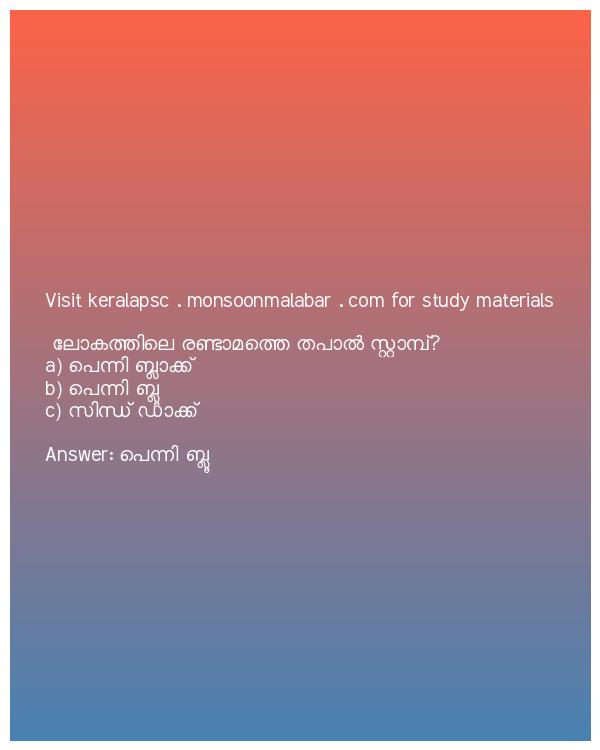 Visit keralapsc . monsoonmalabar . com for study materials
ലോകത്തിലെ രണ്ടാമത്തെ തപാൽ സ്റ്റാമ്പ്?
a) പെന്നി ബ്ലാക്ക്
b) പെന്നി ബ്ലൂ
c) സിന്ധ് ഡാക്ക്
Answer: പെന്നി ബ്ലൂ